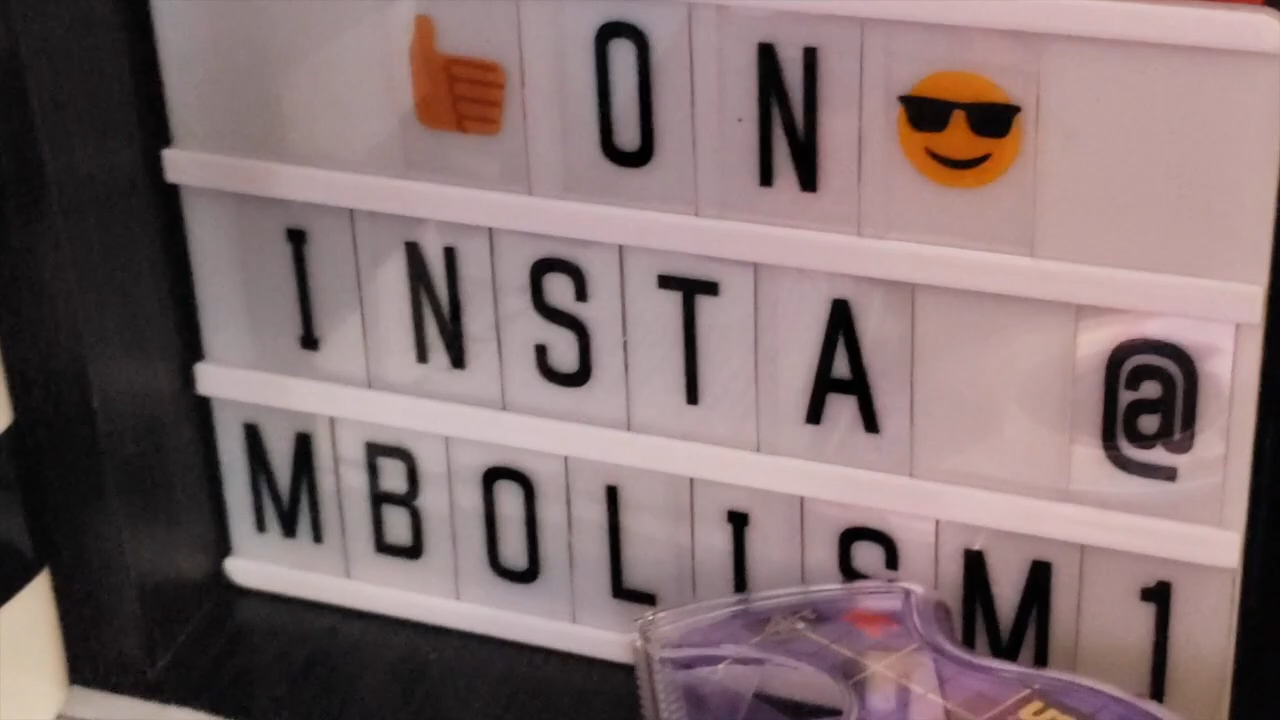 👍 ON 😎
INSTA @
MBOLISM1